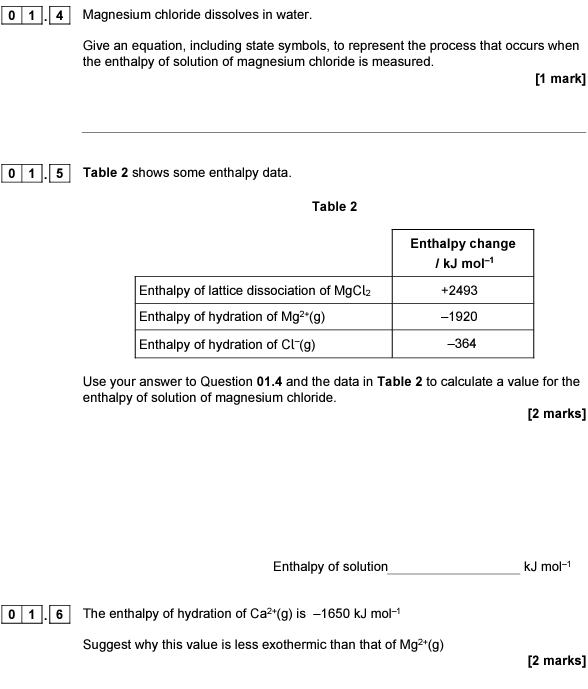 0 1 . 4 Magnesium chloride dissolves in water.
Give an equation, including state symbols, to represent the process that occurs when
the enthalpy of solution of magnesium chloride is measured.
[1 mark]
0 1 . 5 Table 2 shows some enthalpy data.
Table 2
Enthalpy change
/ kJ mol⁻¹
Enthalpy of lattice dissociation of MgCl₂ +2493
Enthalpy of hydration of Mg²⁺(g) –1920
Enthalpy of hydration of Cl⁻(g) –364
Use your answer to Question 01.4 and the data in Table 2 to calculate a value for the
enthalpy of solution of magnesium chloride.
[2 marks]
Enthalpy of solution kJ mol⁻¹
0 1 . 6 The enthalpy of hydration of Ca²⁺(g) is –1650 kJ mol⁻¹
Suggest why this value is less exothermic than that of Mg²⁺(g)
[2 marks]